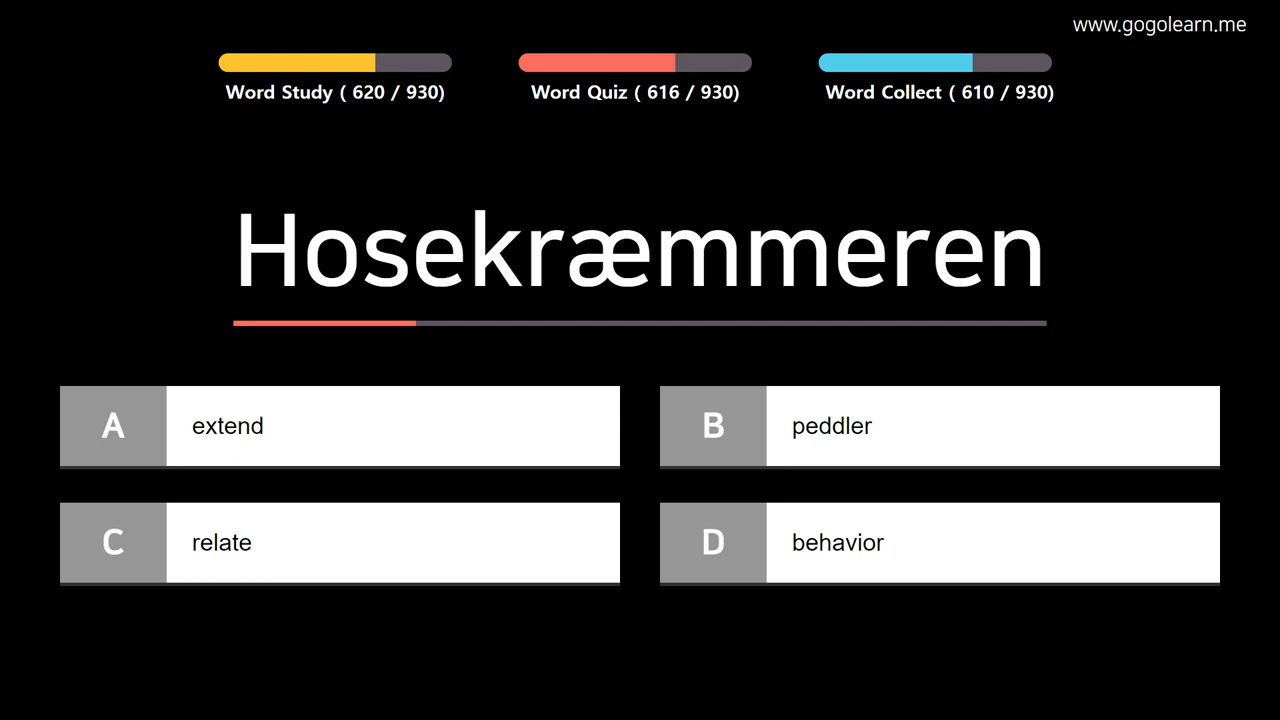 www.gogolearn.me
Word Study ( 620 / 930)
Word Quiz ( 616 / 930)
Word Collect ( 610 / 930)
Hosekræmmeren
A extend
B peddler
C relate
D behavior